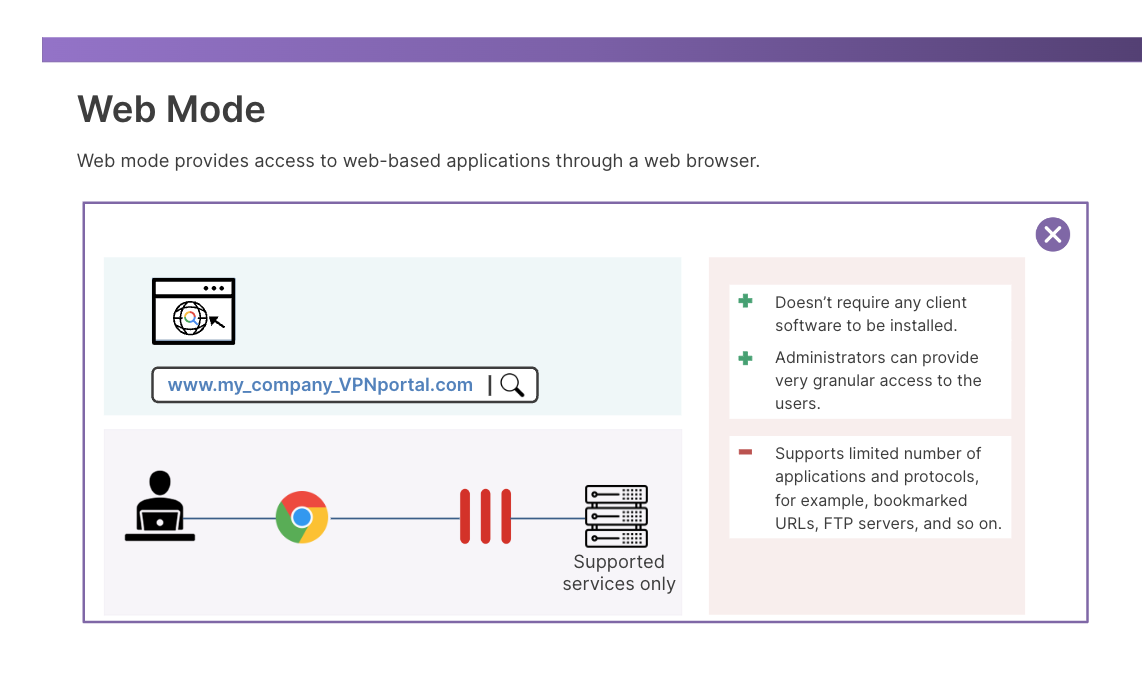 Web Mode
Web mode provides access to web-based applications through a web browser.
www.my_company_VPNportal.com |
Supported
services only
Doesn’t require any client
software to be installed.
Administrators can provide
very granular access to the
users.
Supports limited number of
applications and protocols,
for example, bookmarked
URLs, FTP servers, and so on.